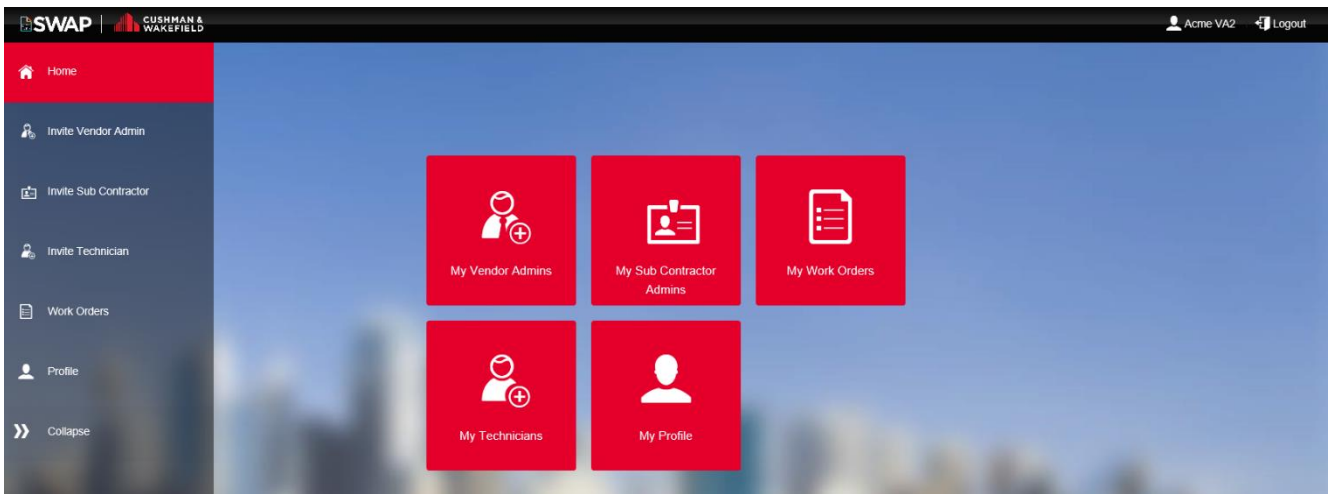 SWAP
CUSHMAN &
WAKEFIELD
Acme VA2
Logout
Home
Invite Vendor Admin
Invite Sub Contractor
Invite Technician
Work Orders
Profile
Collapse
My Vendor Admins
My Sub Contractor
Admins
My Work Orders
My Technicians
My Profile